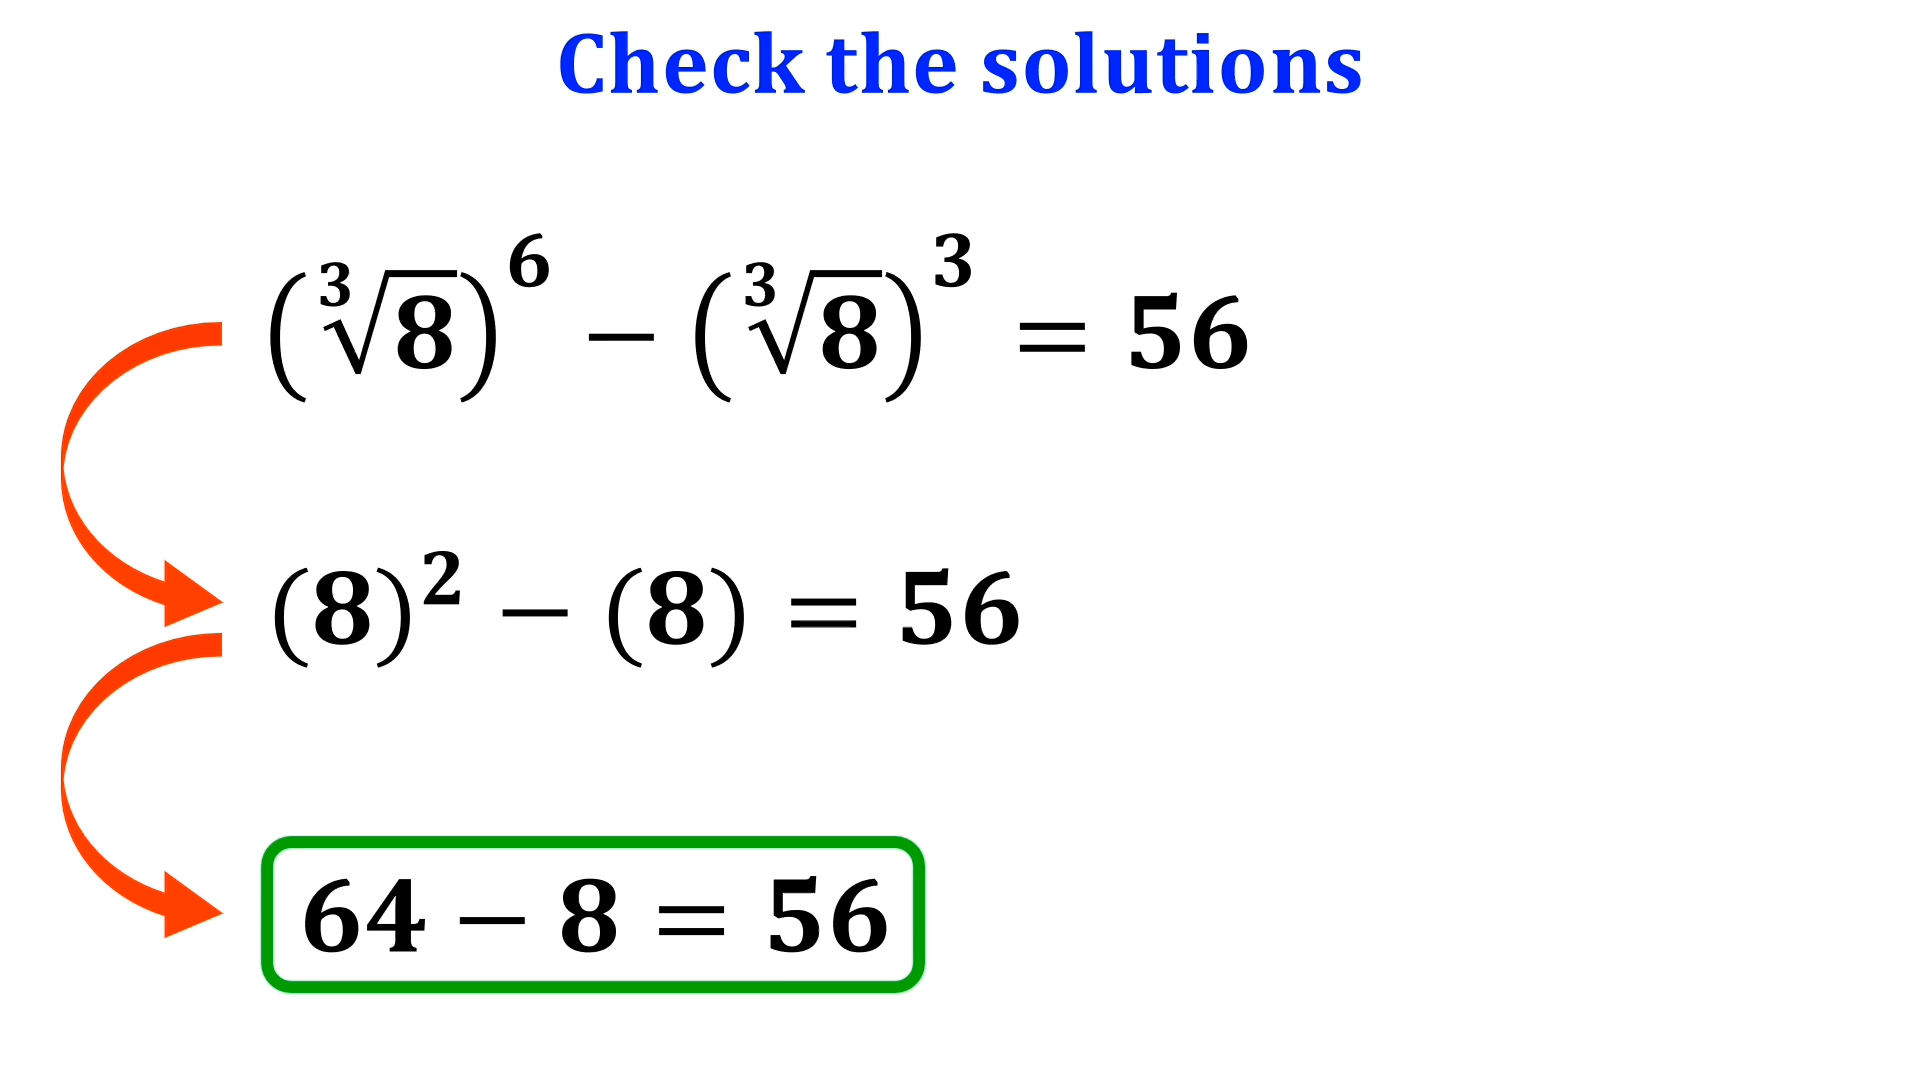 Check the solutions
(∛8)⁶ − (∛8)³ = 56
(8)² − (8) = 56
64 − 8 = 56